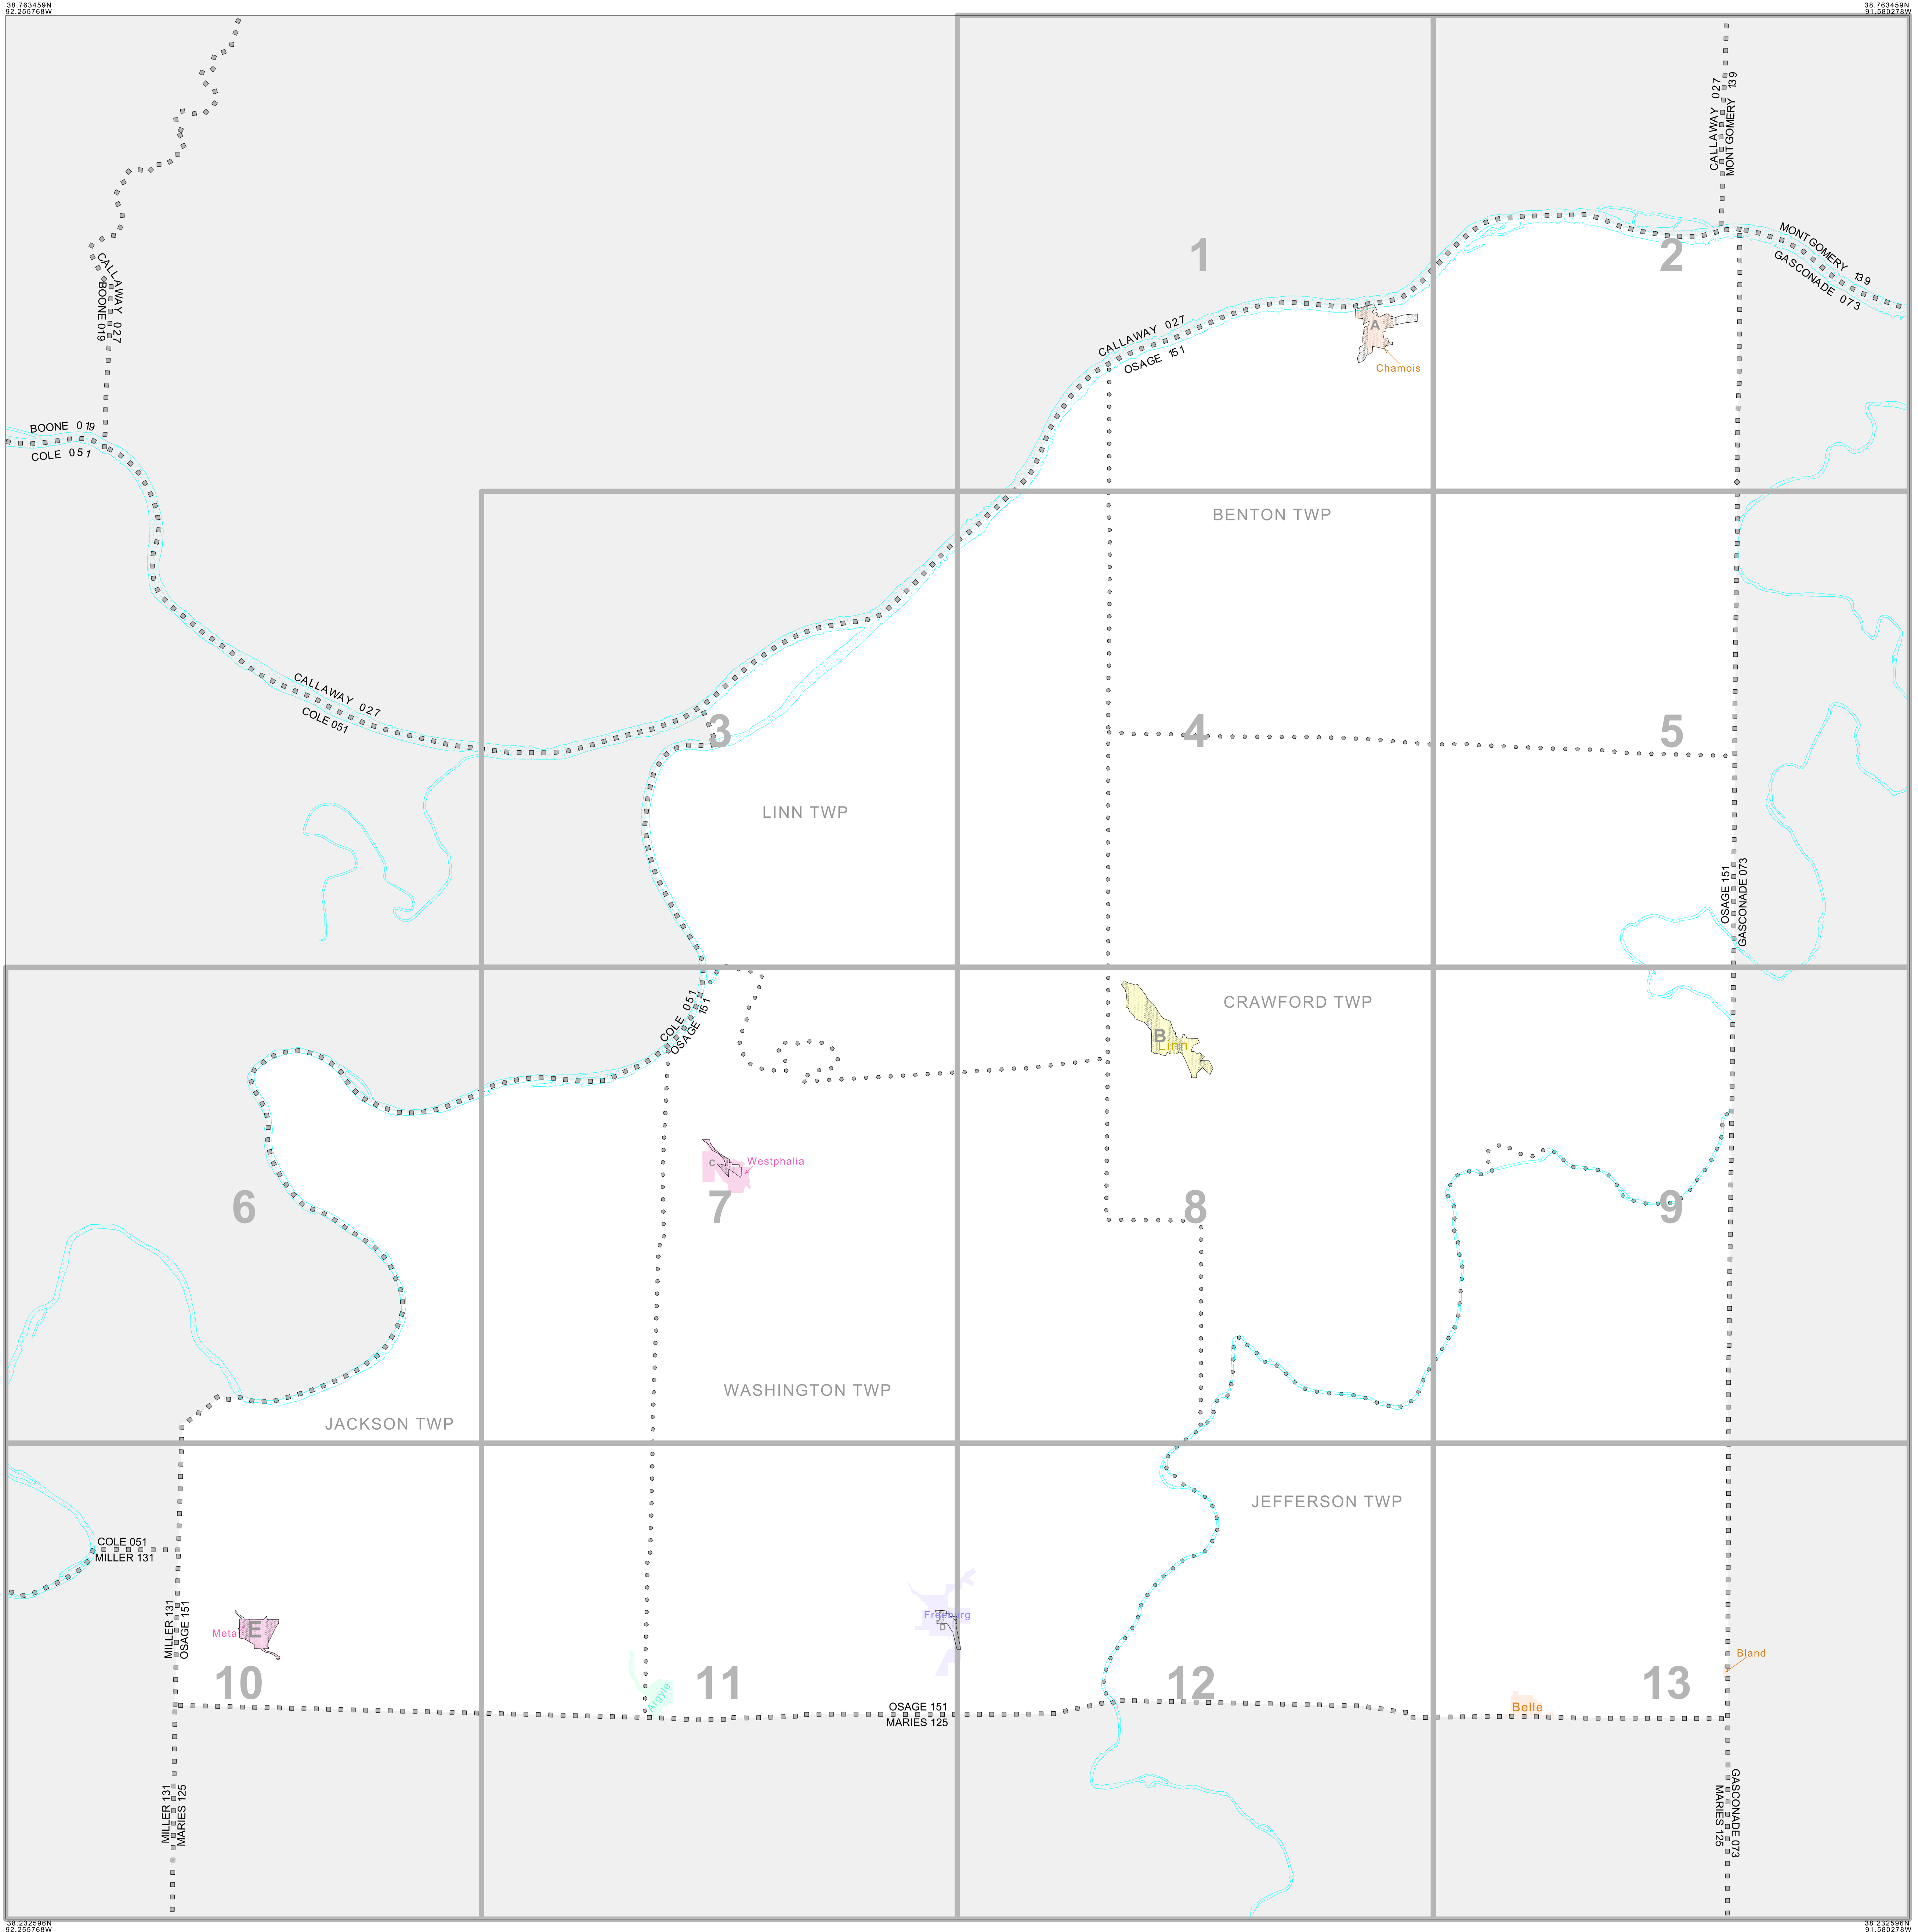 38.763459N
92.255768W
38.763459N
91.580278W
CALLAWAY 027
MONTGOMERY 139
1
2
MONTGOMERY 139
GASCONADE 073
CALLAWAY 027
BOONE 019
CALLAWAY 027
OSAGE 151
A
Chamois
BOONE 019
COLE 051
BENTON TWP
CALLAWAY 027
COLE 051
3
4
5
LINN TWP
OSAGE 151
GASCONADE 073
COLE 051
OSAGE 151
CRAWFORD TWP
B
Linn
C
Westphalia
6
7
8
9
WASHINGTON TWP
JACKSON TWP
JEFFERSON TWP
COLE 051
MILLER 131
MILLER 131
OSAGE 151
Meta
E
Freeburg
D
Bland
10
11
12
13
Argyle
Belle
OSAGE 151
MARIES 125
MILLER 131
MARIES 125
MARIES 125
GASCONADE 073
38.232596N
92.255768W
38.232596N
91.580278W